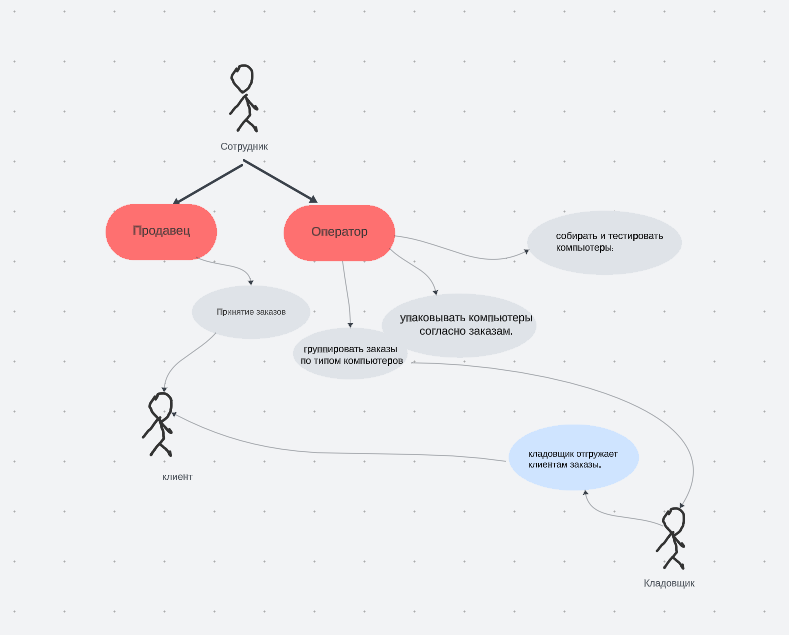 Сотрудник
Продавец
Оператор
собирать и тестировать
компьютеры.
Принятие заказов
упаковывать компьютеры
согласно заказам.
группировать заказы
по типом компьютеров
кладовщик отгружает
клиентам заказы.
клиент
Кладовщик